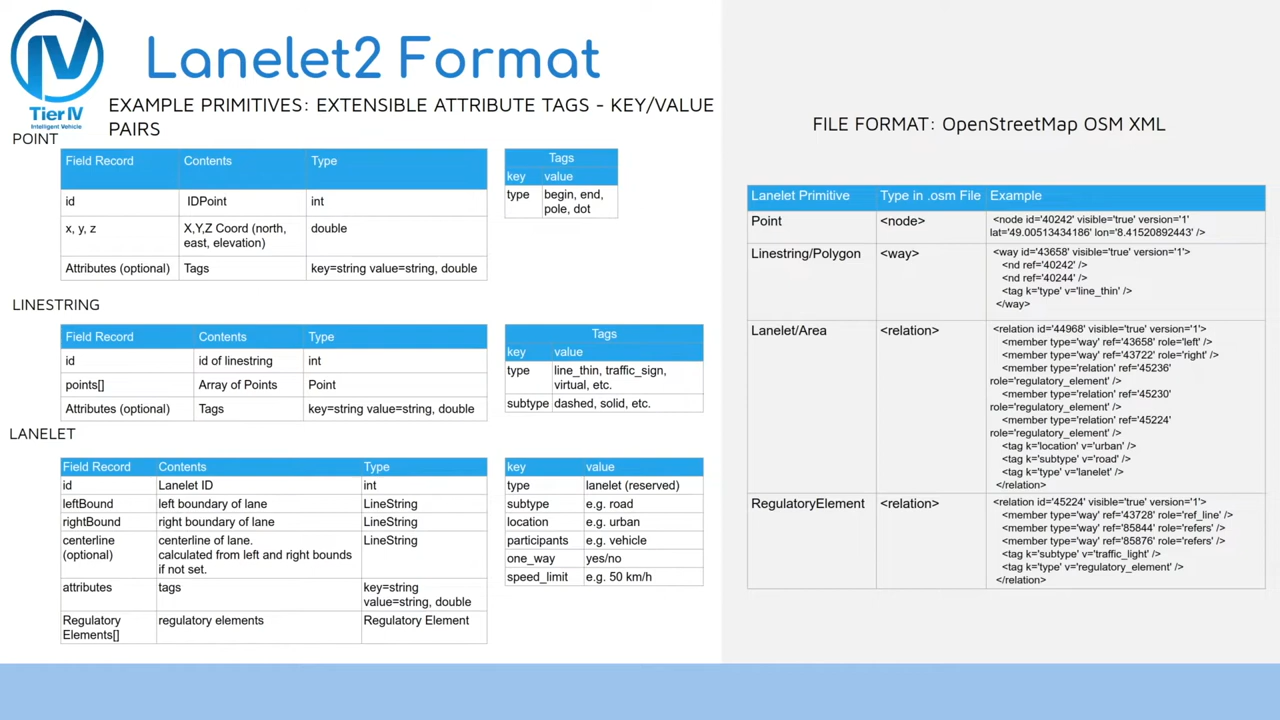 IV
Tier IV
Intelligent Vehicle
Lanelet2 Format
EXAMPLE PRIMITIVES: EXTENSIBLE ATTRIBUTE TAGS - KEY/VALUE
PAIRS
POINT
Field Record Contents Type
id IDPoint int
x, y, z X,Y,Z Coord (north, double
east, elevation)
Attributes (optional) Tags key=string value=string, double
Tags
key value
type begin, end,
pole, dot
LINESTRING
Field Record Contents Type
id id of linestring int
points[] Array of Points Point
Attributes (optional) Tags key=string value=string, double
Tags
key value
type line_thin, traffic_sign,
virtual, etc.
subtype dashed, solid, etc.
LANELET
Field Record Contents Type
id Lanelet ID int
leftBound left boundary of lane LineString
rightBound right boundary of lane LineString
centerline centerline of lane. LineString
(optional) calculated from left and right bounds
if not set.
attributes tags key=string
value=string, double
Regulatory regulatory elements Regulatory Element
Elements[]
key value
type lanelet (reserved)
subtype e.g. road
location e.g. urban
participants e.g. vehicle
one_way yes/no
speed_limit e.g. 50 km/h
FILE FORMAT: OpenStreetMap OSM XML
Lanelet Primitive Type in .osm File Example
Point <node> <node id='40242' visible='true' version='1'
lat='49.00513434186' lon='8.41520892443' />
Linestring/Polygon <way> <way id='43658' visible='true' version='1'>
<nd ref='40242' />
<nd ref='40244' />
<tag k='type' v='line_thin' />
</way>
Lanelet/Area <relation> <relation id='44968' visible='true' version='1'>
<member type='way' ref='43658' role='left' />
<member type='way' ref='43722' role='right' />
<member type='relation' ref='45236'
role='regulatory_element' />
<member type='relation' ref='45230'
role='regulatory_element' />
<member type='relation' ref='45224'
role='regulatory_element' />
<tag k='location' v='urban' />
<tag k='subtype' v='road' />
<tag k='type' v='lanelet' />
</relation>
RegulatoryElement <relation> <relation id='45224' visible='true' version='1'>
<member type='way' ref='43728' role='ref_line' />
<member type='way' ref='85844' role='refers' />
<member type='way' ref='85876' role='refers' />
<tag k='subtype' v='traffic_light' />
<tag k='type' v='regulatory_element' />
</relation>